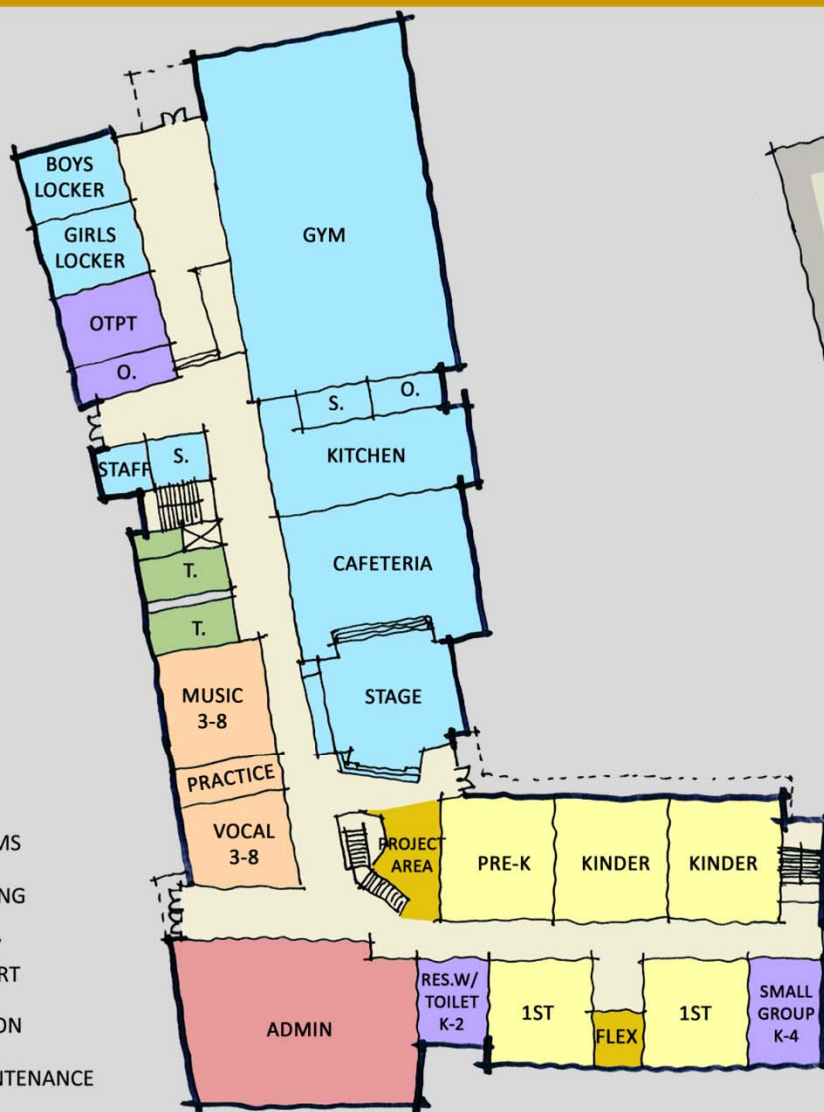 BOYS
LOCKER
GIRLS
LOCKER
OTPT
O.
GYM
S.
O.
KITCHEN
STAFF
S.
CAFETERIA
T.
T.
STAGE
MUSIC
3-8
PRACTICE
VOCAL
3-8
PROJECT
AREA
PRE-K
KINDER
KINDER
ADMIN
RES.W/
TOILET
K-2
1ST
FLEX
1ST
SMALL
GROUP
K-4
MS
NG
RT
ON
NTENANCE